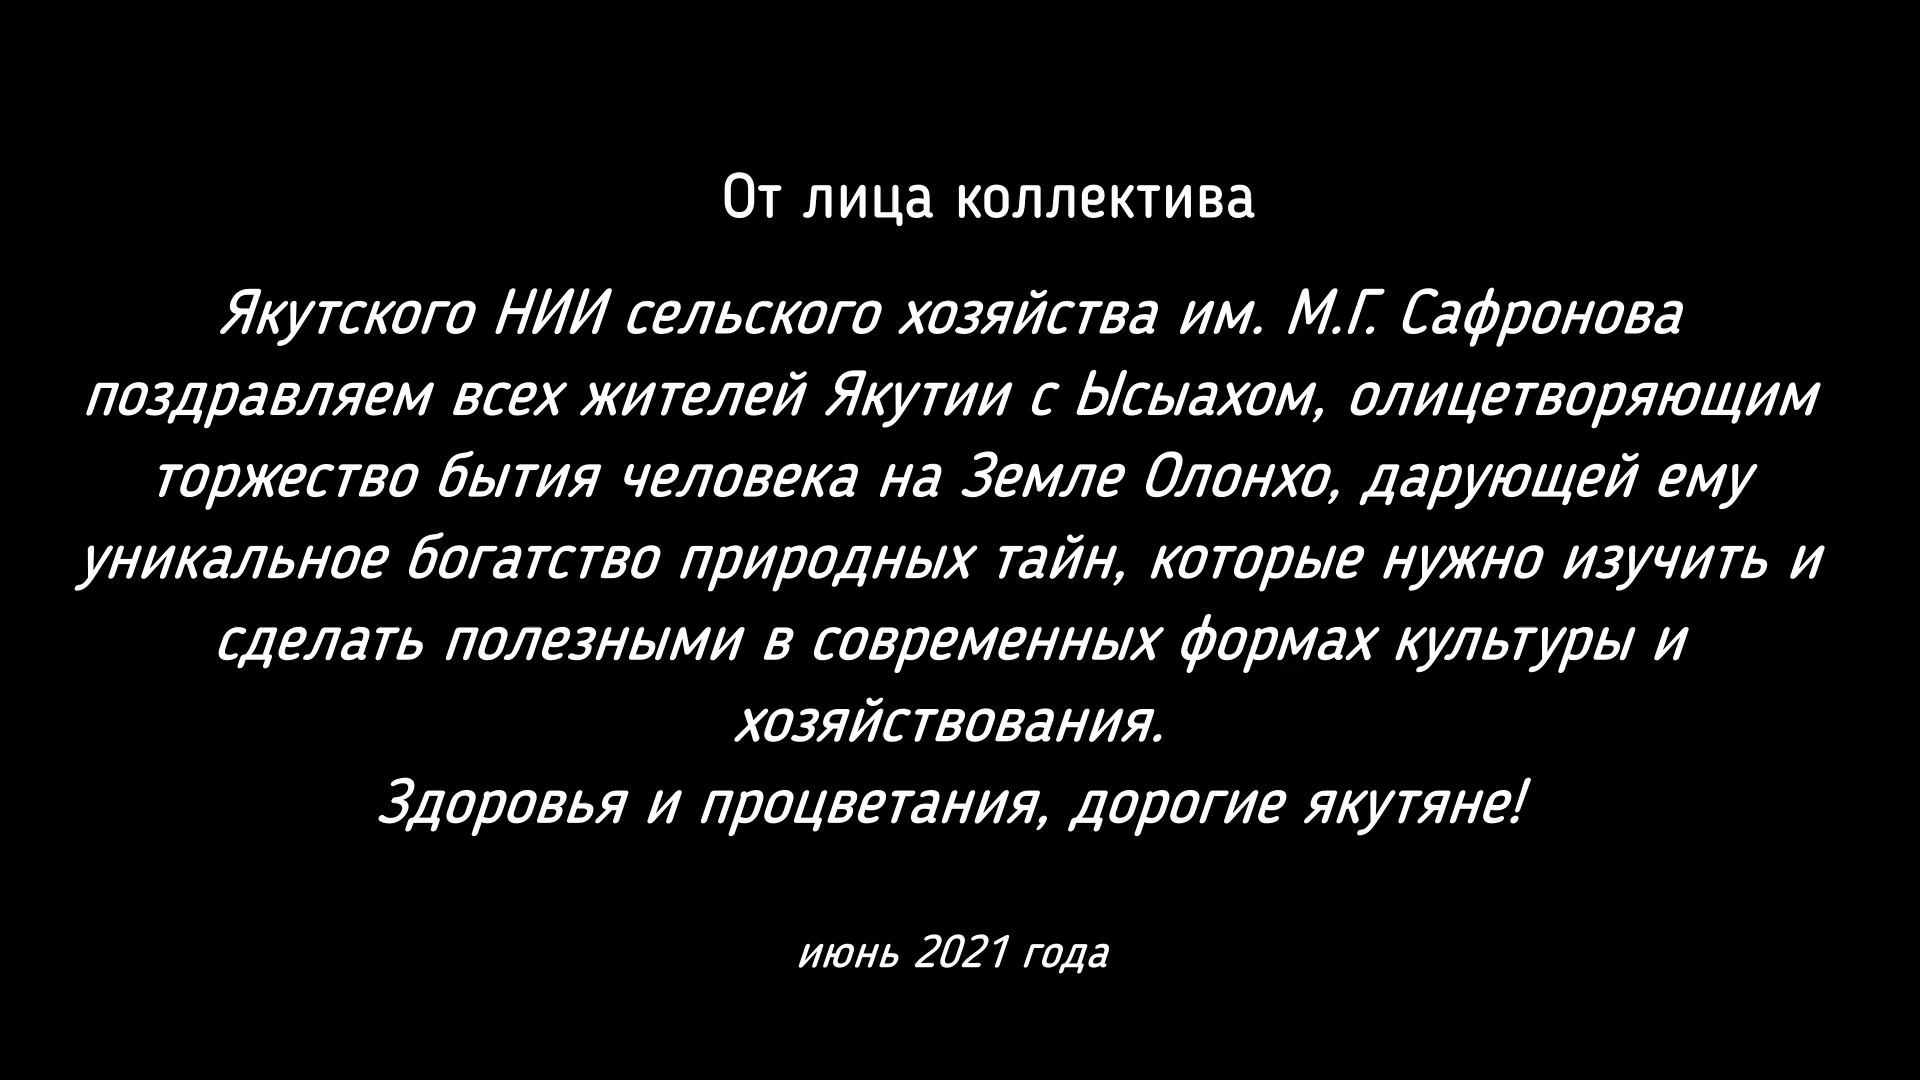 От лица коллектива
Якутского НИИ сельского хозяйства им. М.Г. Сафронова
поздравляем всех жителей Якутии с Ысыахом, олицетворяющим
торжество бытия человека на Земле Олонхо, дарующей ему
уникальное богатство природных тайн, которые нужно изучить и
сделать полезными в современных формах культуры и
хозяйствования.
Здоровья и процветания, дорогие якутяне!
июнь 2021 года